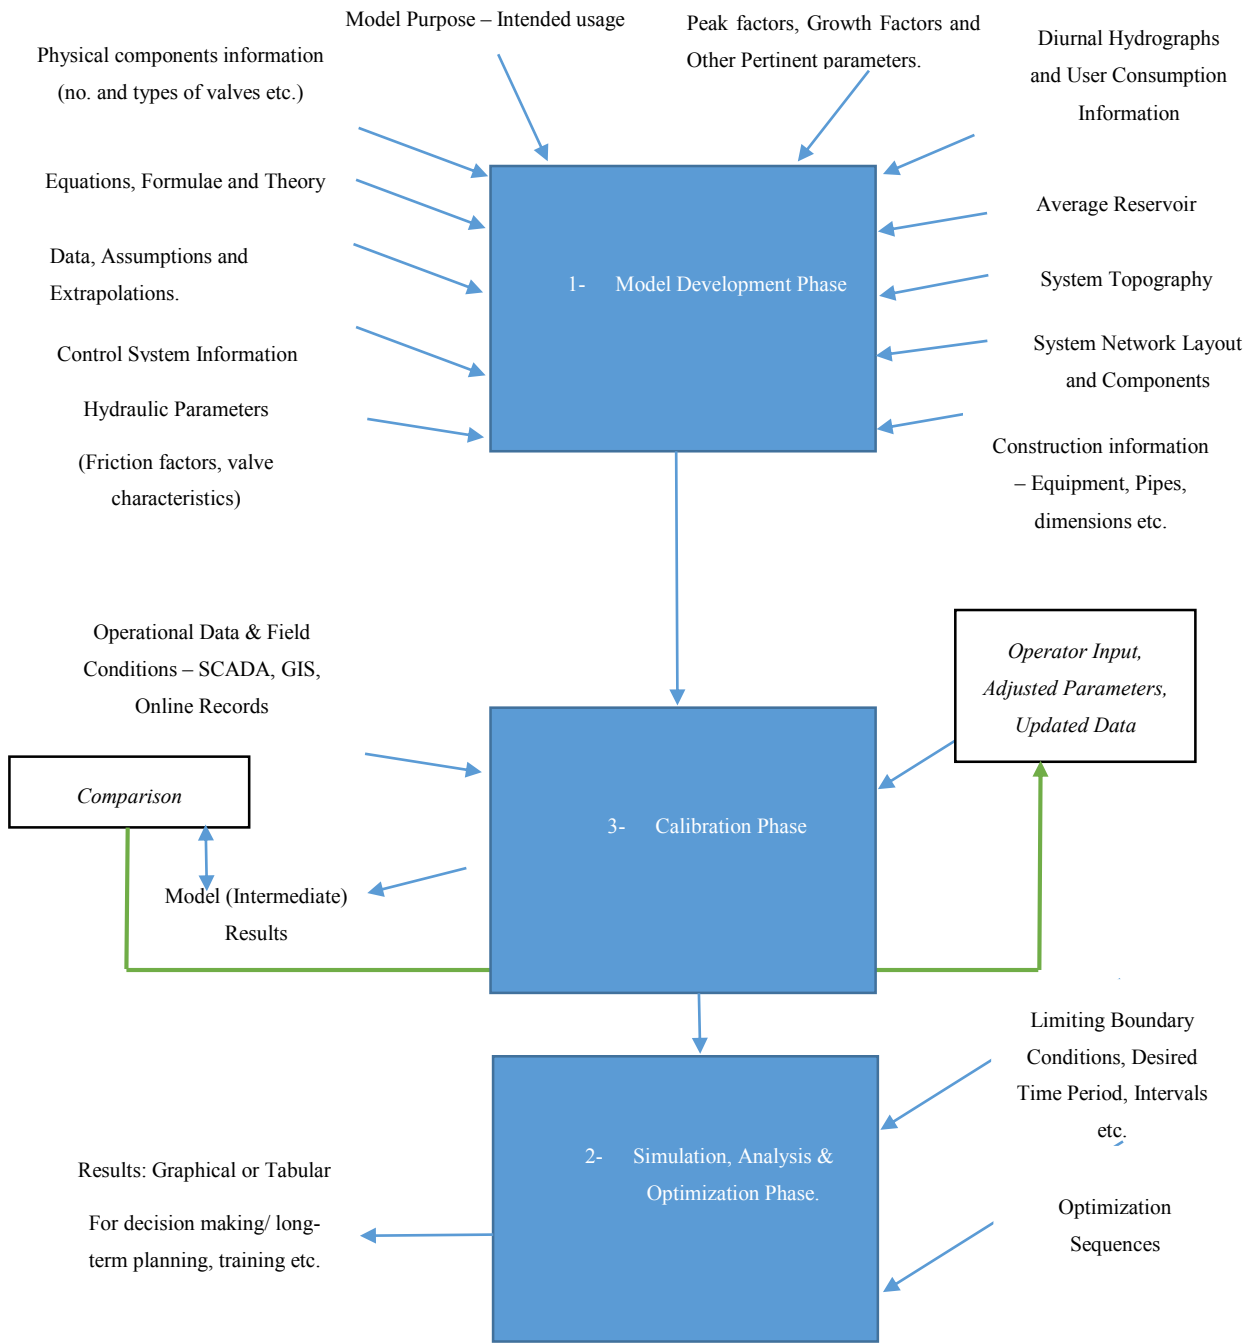 Model Purpose – Intended usage
Peak factors, Growth Factors and
Other Pertinent parameters.
Diurnal Hydrographs
and User Consumption
Information
Physical components information
(no. and types of valves etc.)
Equations, Formulae and Theory
Data, Assumptions and
Extrapolations.
Control System Information
Hydraulic Parameters
(Friction factors, valve
characteristics)
1- Model Development Phase
Average Reservoir
System Topography
System Network Layout
and Components
Construction information
– Equipment, Pipes,
dimensions etc.
Operational Data & Field
Conditions – SCADA, GIS,
Online Records
Operator Input,
Adjusted Parameters,
Updated Data
Comparison
3- Calibration Phase
Model (Intermediate)
Results
Limiting Boundary
Conditions, Desired
Time Period, Intervals
etc.
2- Simulation, Analysis &
Optimization Phase.
Results: Graphical or Tabular
For decision making/ long-
term planning, training etc.
Optimization
Sequences